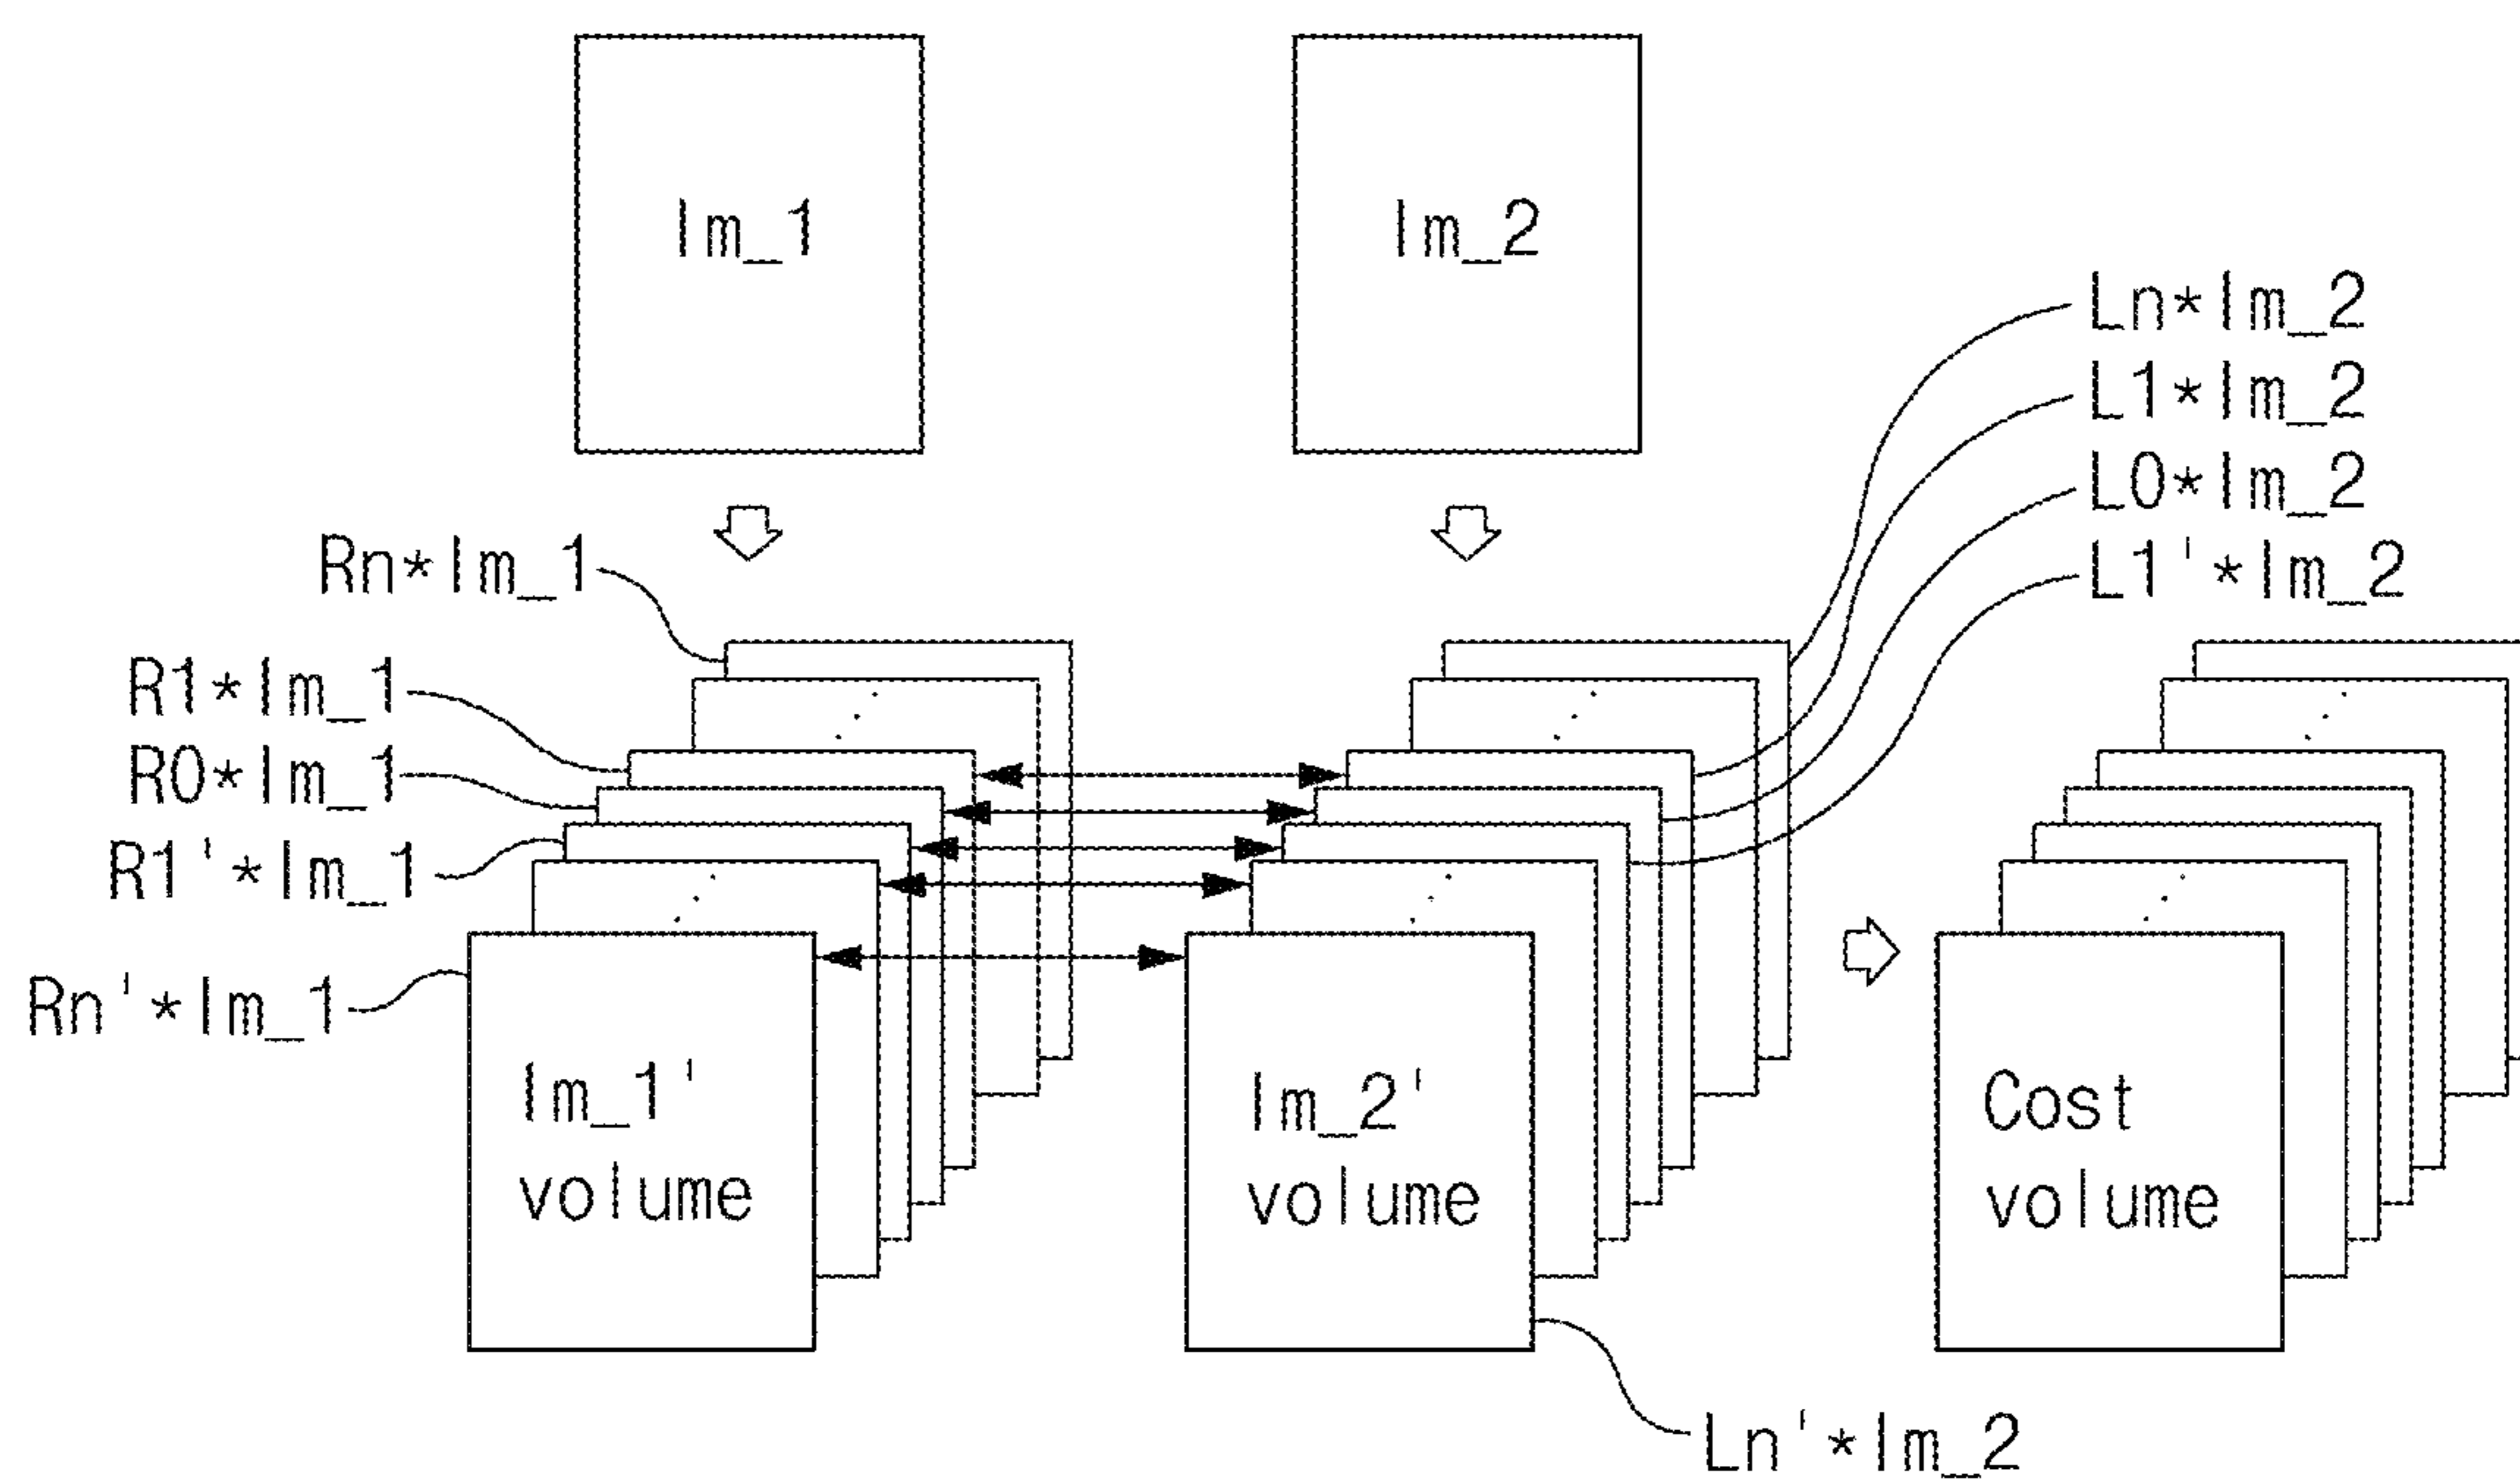 Im_1
Im_2
Ln*Im_2
L1*Im_2
L0*Im_2
L1'*Im_2
Rn*Im_1
R1*Im_1
R0*Im_1
R1'*Im_1
Rn'*Im_1
Im_1'
volume
Im_2'
volume
Cost
volume
Ln'*Im_2